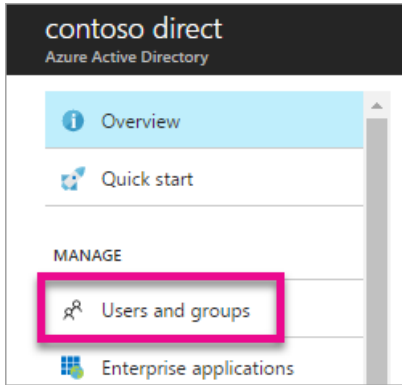 contoso direct
Azure Active Directory
Overview
Quick start
MANAGE
Users and groups
Enterprise applications